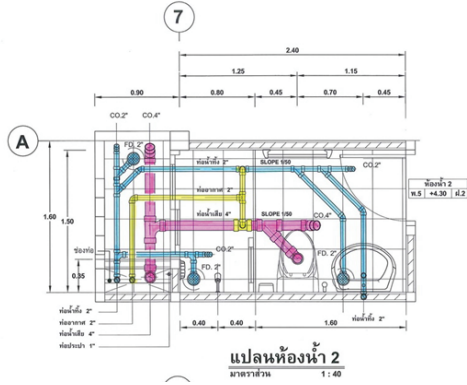 7
2.40
1.25 1.15
0.90 0.80 0.45 0.70 0.45
CO.2" CO.4"
A
FD. 2"
ท่อน้ำทิ้ง 2" SLOPE 1/50 CO.2"
ห้องน้ำ 2
พ.5 +4.30 ฝ.2
ท่ออากาศ 2"
1.60 1.50
ท่อน้ำเสีย 4" SLOPE 1/50 CO.4"
ช่องท่อ CO.2"
FD. 2"
FD. 2"
0.35
ท่อน้ำทิ้ง 2"
ท่ออากาศ 2"
ท่อน้ำเสีย 4"
ท่อประปา 1"
0.40 0.40 1.60 ท่อน้ำทิ้ง 2"
แปลนห้องน้ำ 2
มาตราส่วน 1 : 40